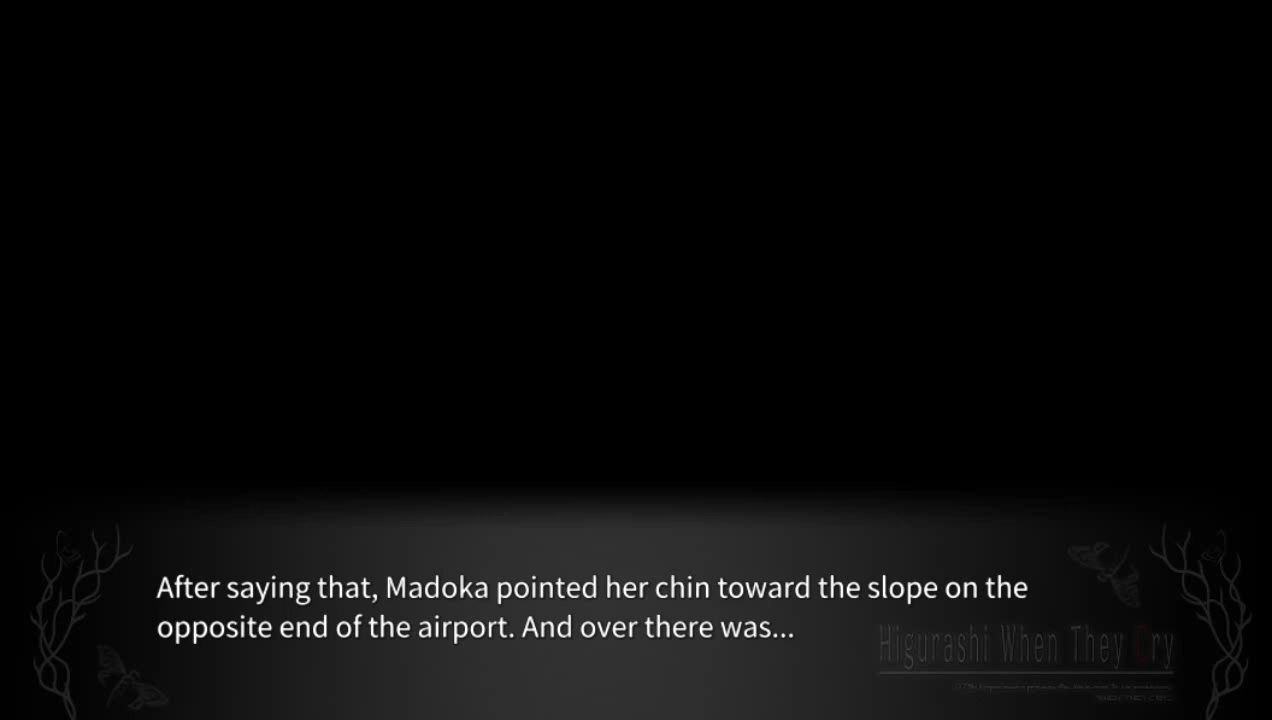 After saying that, Madoka pointed her chin toward the slope on the
opposite end of the airport. And over there was...
Higurashi When They Cry